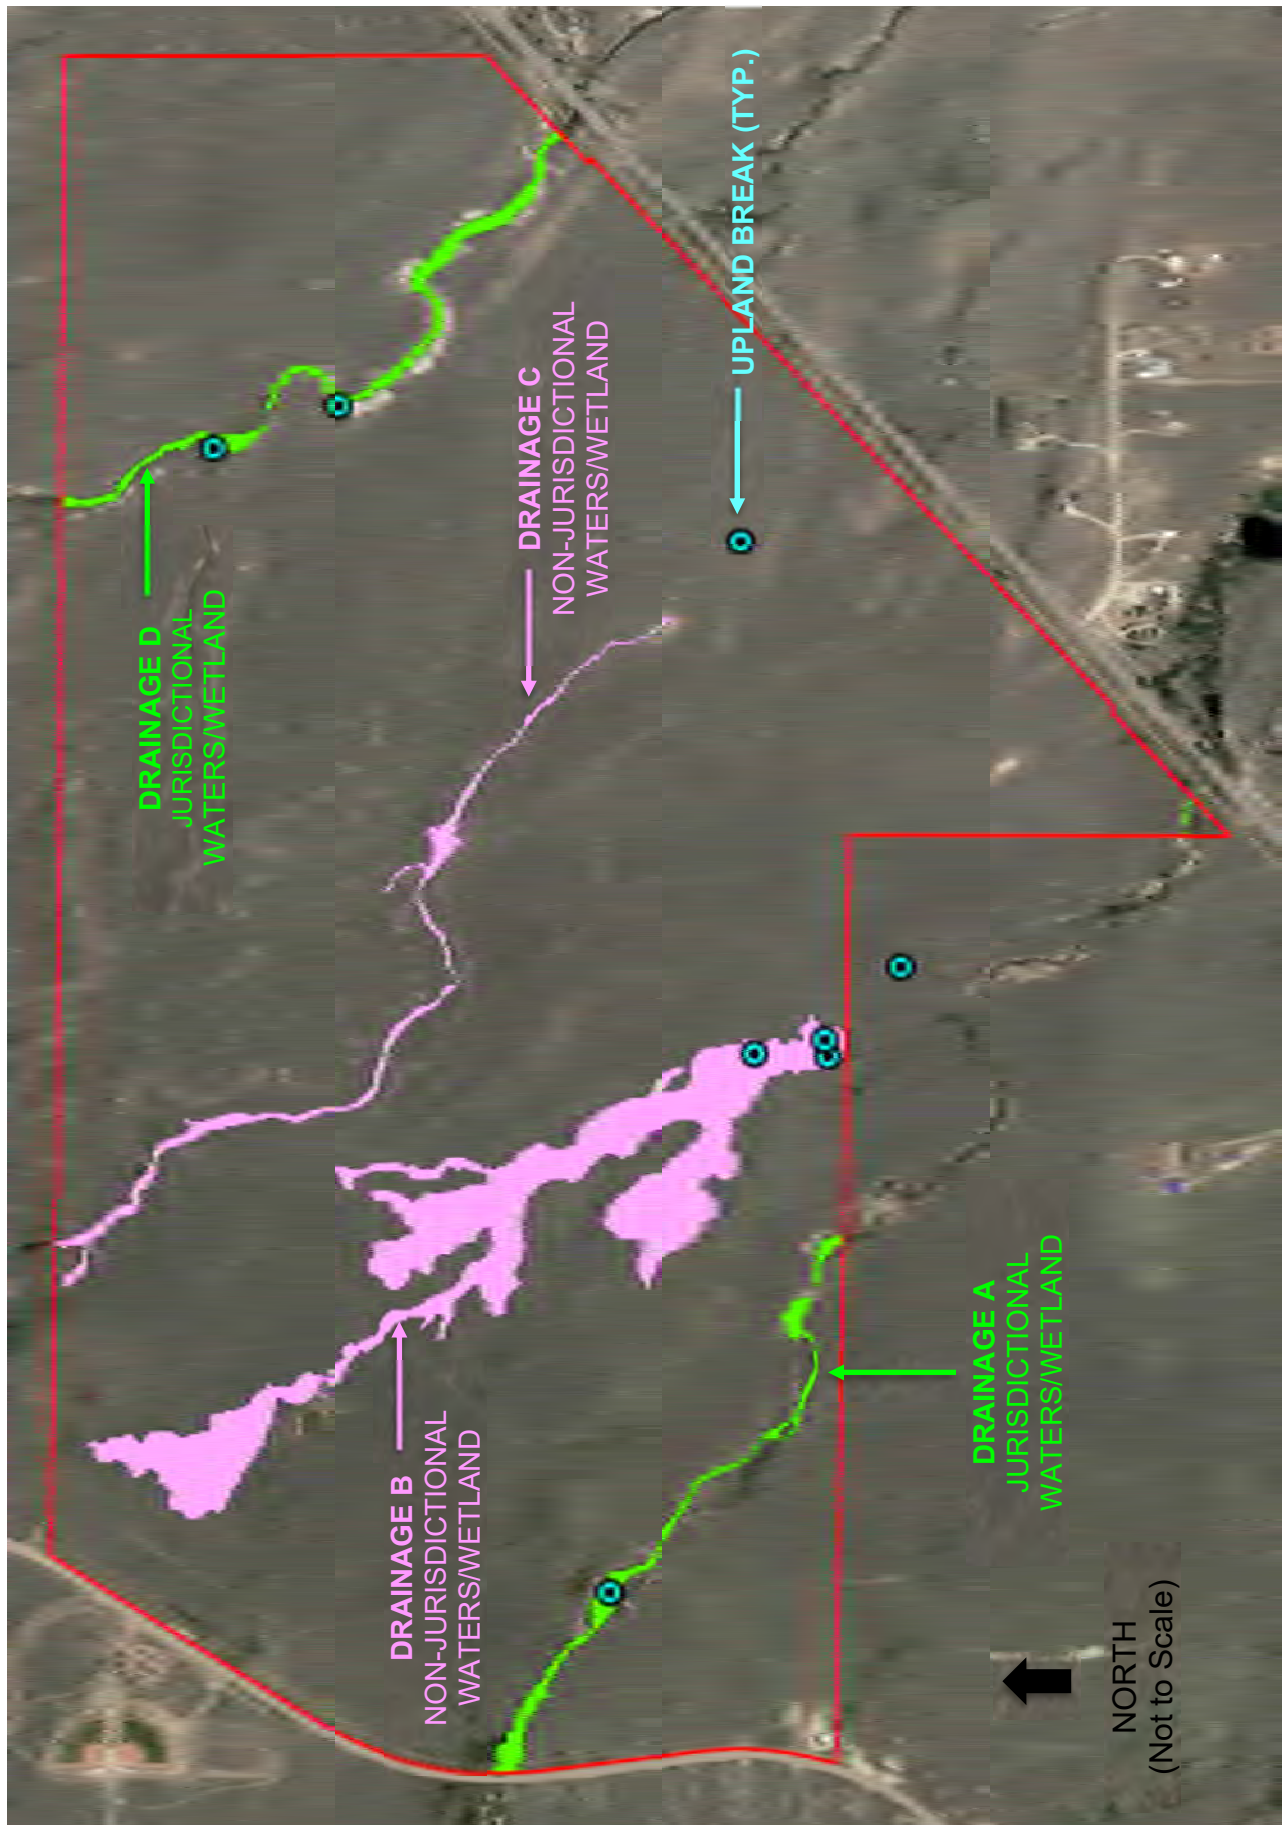 DRAINAGE D
JURISDICTIONAL
WATERS/WETLAND
DRAINAGE C
NON-JURISDICTIONAL
WATERS/WETLAND
UPLAND BREAK (TYP.)
DRAINAGE B
NON-JURISDICTIONAL
WATERS/WETLAND
DRAINAGE A
JURISDICTIONAL
WATERS/WETLAND
NORTH
(Not to Scale)